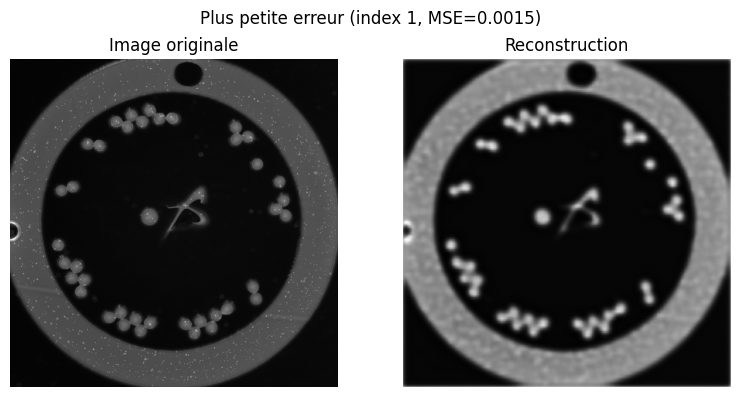 Plus petite erreur (index 1, MSE=0.0015)
Image originale
Reconstruction